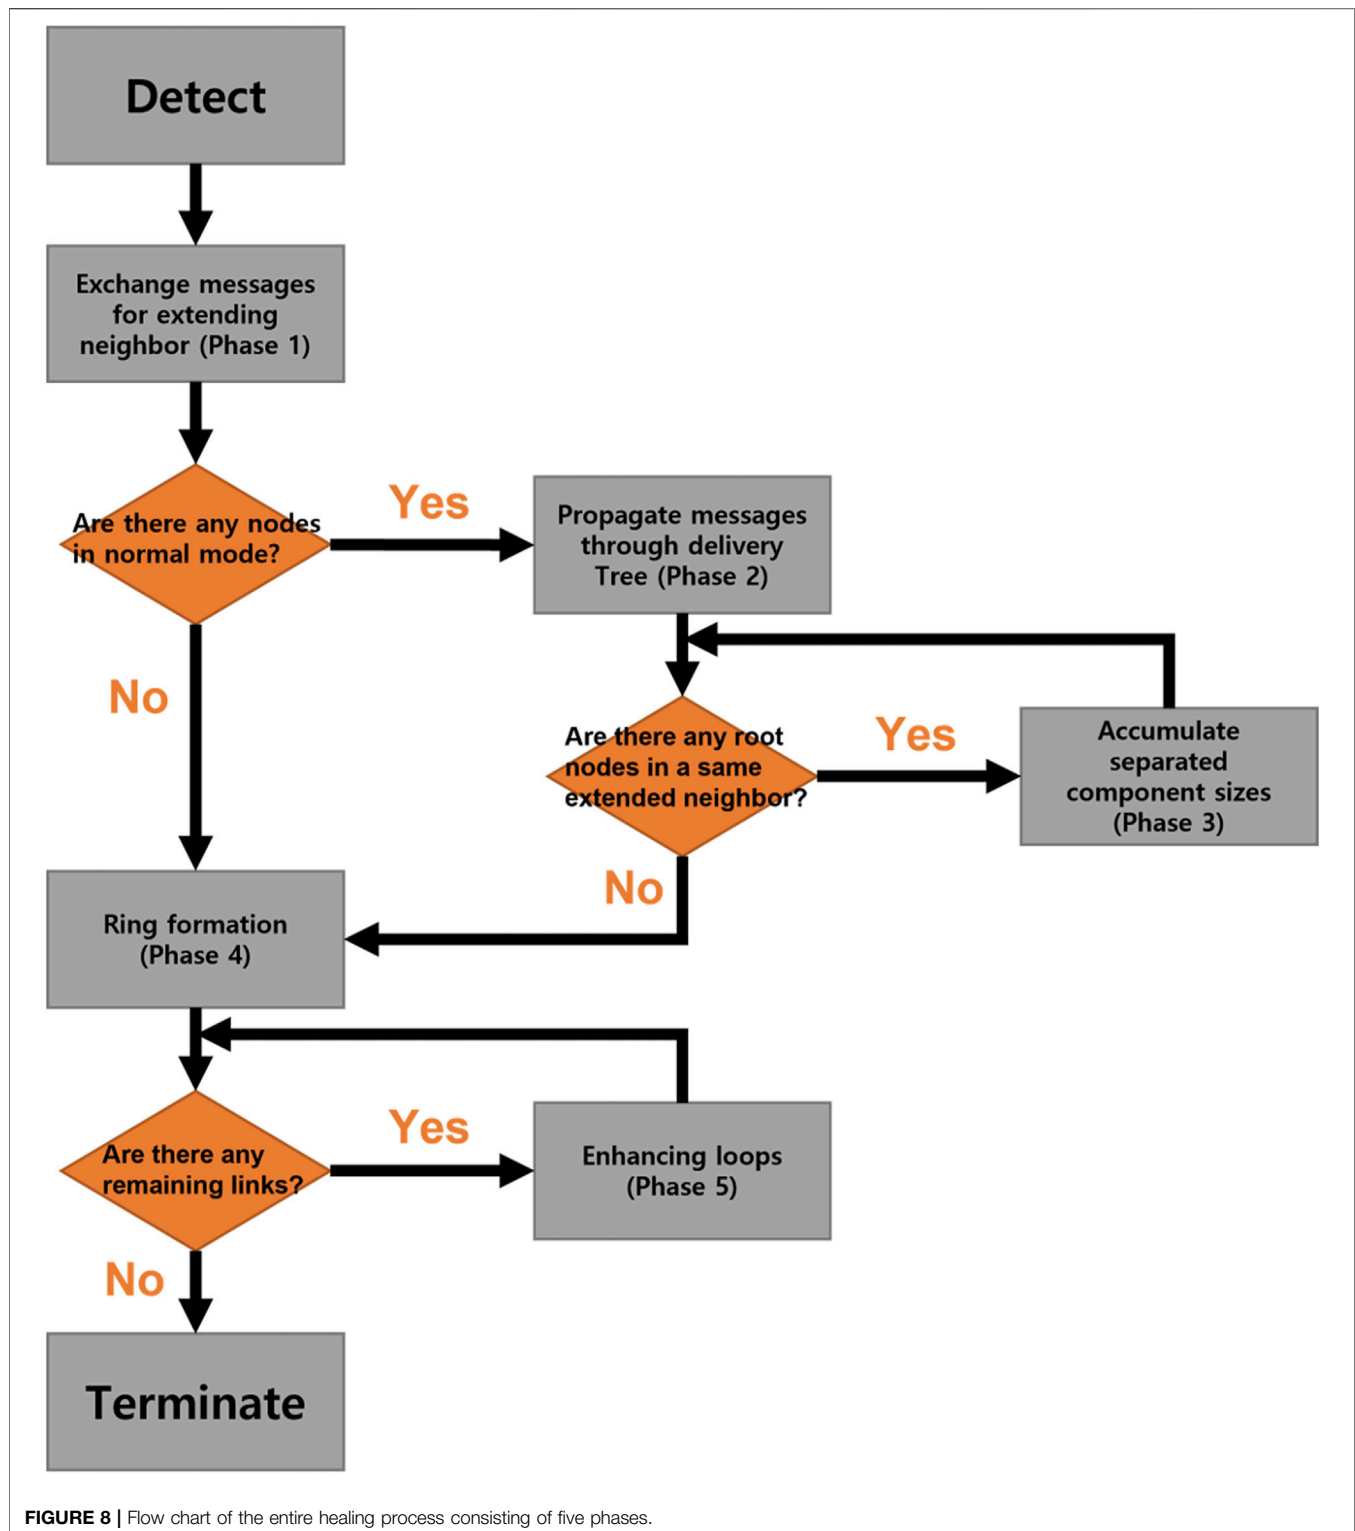 Detect
Exchange messages
for extending
neighbor (Phase 1)
Are there any nodes
in normal mode?
Yes
Propagate messages
through delivery
Tree (Phase 2)
No
Are there any root
nodes in a same
extended neighbor?
Yes
Accumulate
separated
component sizes
(Phase 3)
No
Ring formation
(Phase 4)
Are there any
remaining links?
Yes
Enhancing loops
(Phase 5)
No
Terminate
FIGURE 8 | Flow chart of the entire healing process consisting of five phases.